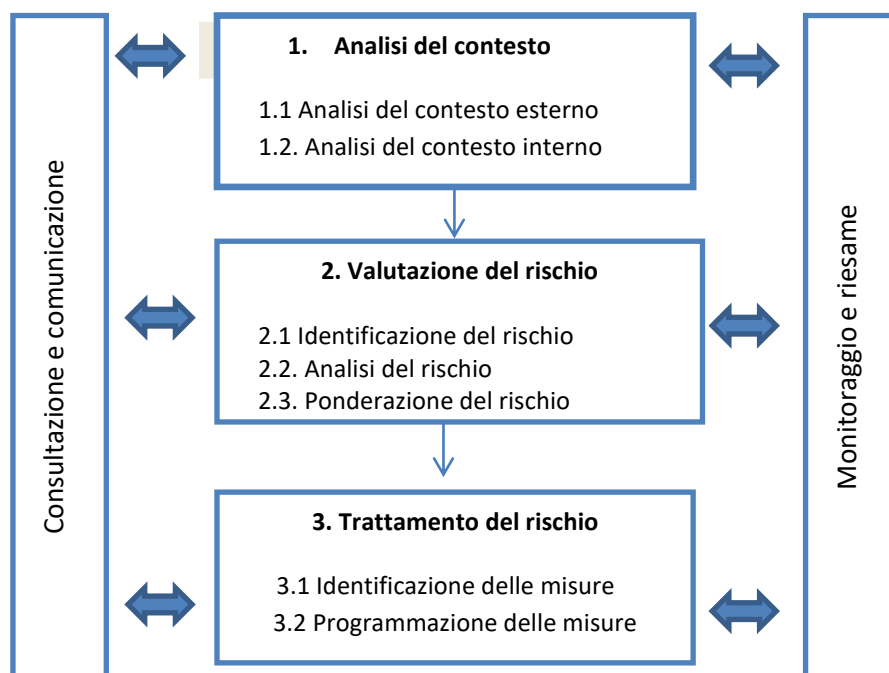 Consultazione e comunicazione
1. Analisi del contesto
1.1 Analisi del contesto esterno
1.2. Analisi del contesto interno
2. Valutazione del rischio
2.1 Identificazione del rischio
2.2. Analisi del rischio
2.3. Ponderazione del rischio
3. Trattamento del rischio
3.1 Identificazione delle misure
3.2 Programmazione delle misure
Monitoraggio e riesame